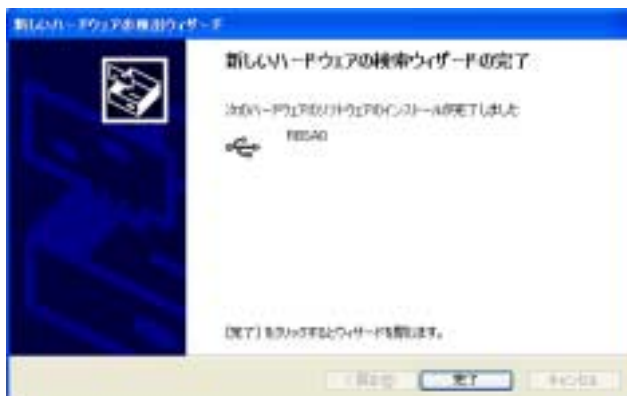 新しいハードウェアの検出ウィザード
新しいハードウェアの検索ウィザードの完了
次のハードウェアのソフトウェアのインストールが完了しました
[完了] をクリックするとウィザードを閉じます。
< 戻る(B)
完了
キャンセル